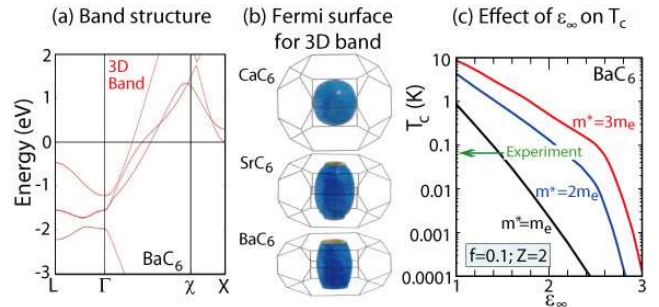 (a) Band structure
(b) Fermi surface
for 3D band
(c) Effect of ε∞ on Tc
3D
Band
Energy (eV)
2
1
0
-1
-2
-3
L
Γ
χ
X
BaC6
CaC6
SrC6
BaC6
BaC6
Tc (K)
10
1
0.1
0.01
0.001
0.0001
m*=3me
Experiment
m*=2me
m*=me
f=0.1; Z=2
1
2
3
ε∞